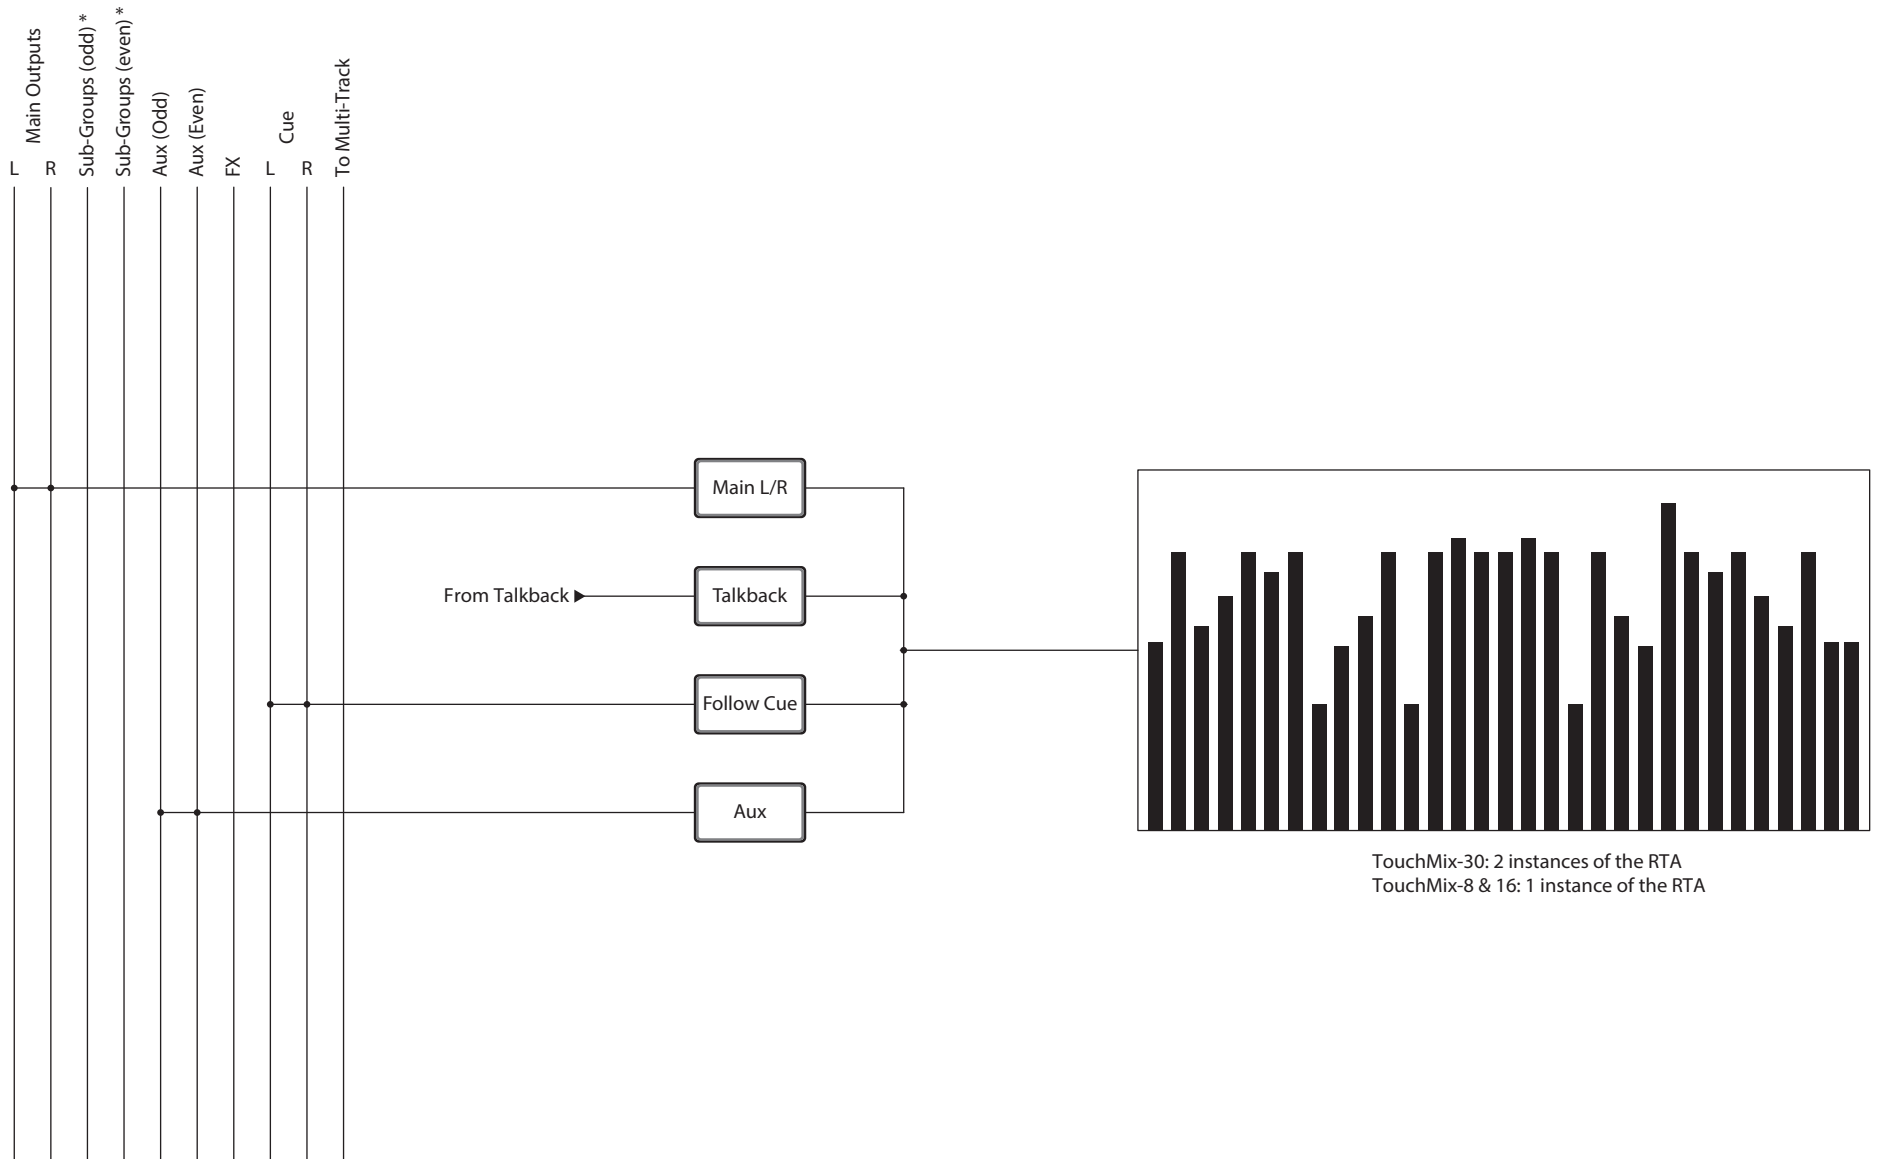 Main Outputs
L
R
Sub-Groups (odd) *
Sub-Groups (even) *
Aux (Odd)
Aux (Even)
FX
Cue
L
R
To Multi-Track
Main L/R
From Talkback
Talkback
Follow Cue
Aux
TouchMix-30: 2 instances of the RTA
TouchMix-8 & 16: 1 instance of the RTA